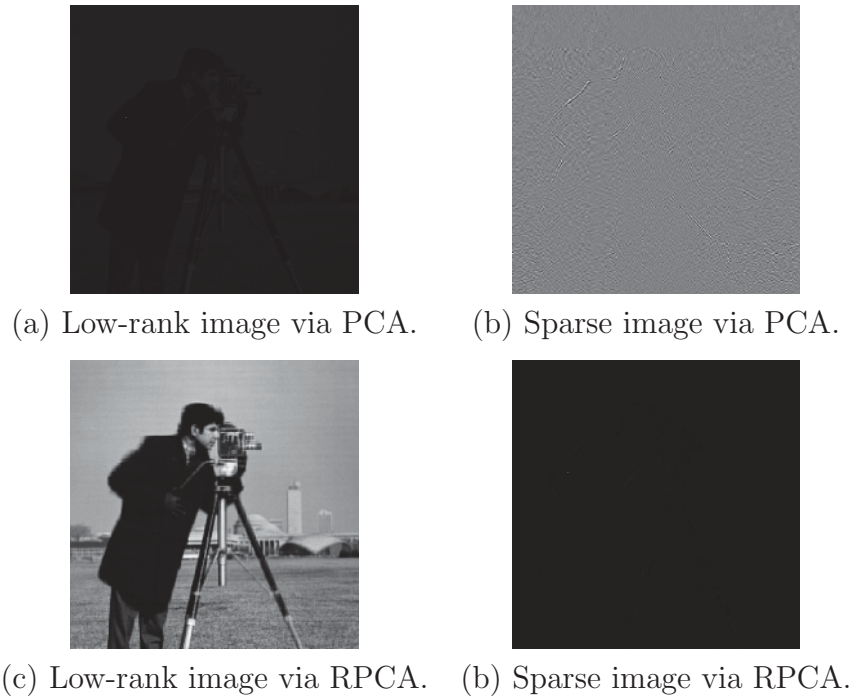 (a) Low-rank image via PCA.
(b) Sparse image via PCA.
(c) Low-rank image via RPCA.
(b) Sparse image via RPCA.